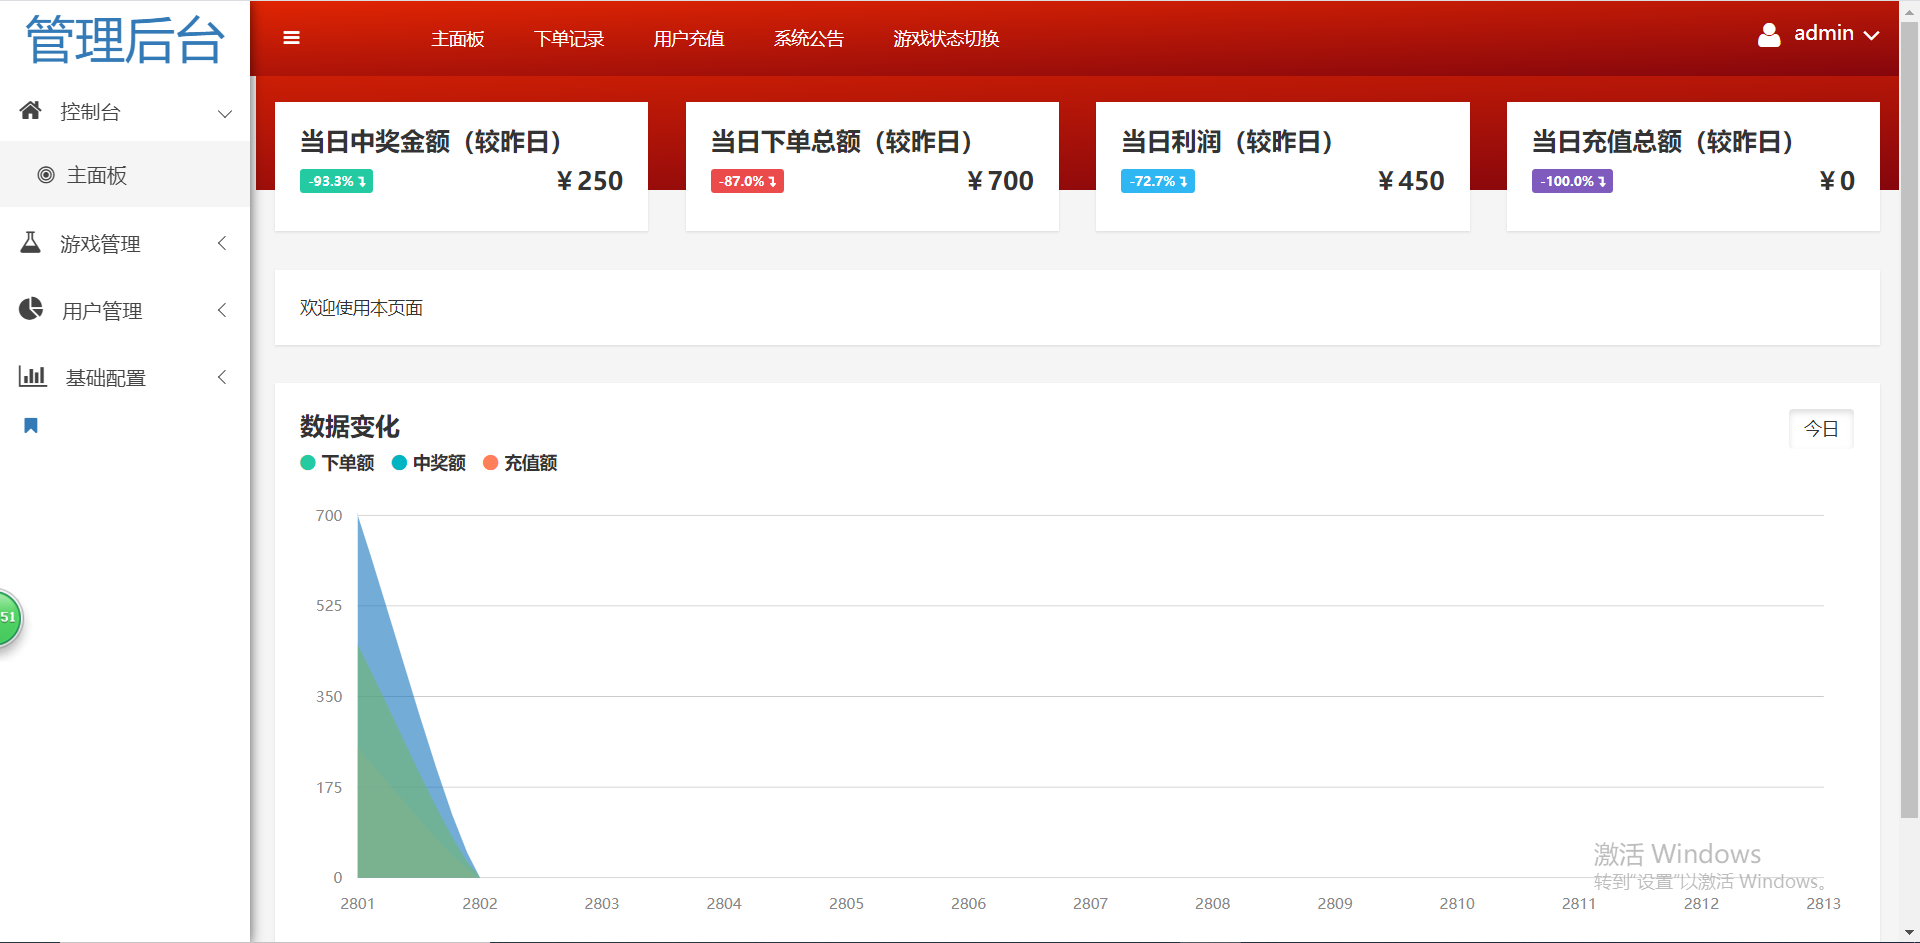 管理后台
主面板 下单记录 用户充值 系统公告 游戏状态切换
admin
控制台
主面板
游戏管理
用户管理
基础配置
当日中奖金额（较昨日）
-93.3%
¥ 250
当日下单总额（较昨日）
-87.0%
¥ 700
当日利润（较昨日）
-72.7%
¥ 450
当日充值总额（较昨日）
-100.0%
¥ 0
欢迎使用本页面
数据变化
今日
下单额 中奖额 充值额
700
525
350
175
0
2801 2802 2803 2804 2805 2806 2807 2808 2809 2810 2811 2812 2813
51
激活 Windows
转到"设置"以激活 Windows。